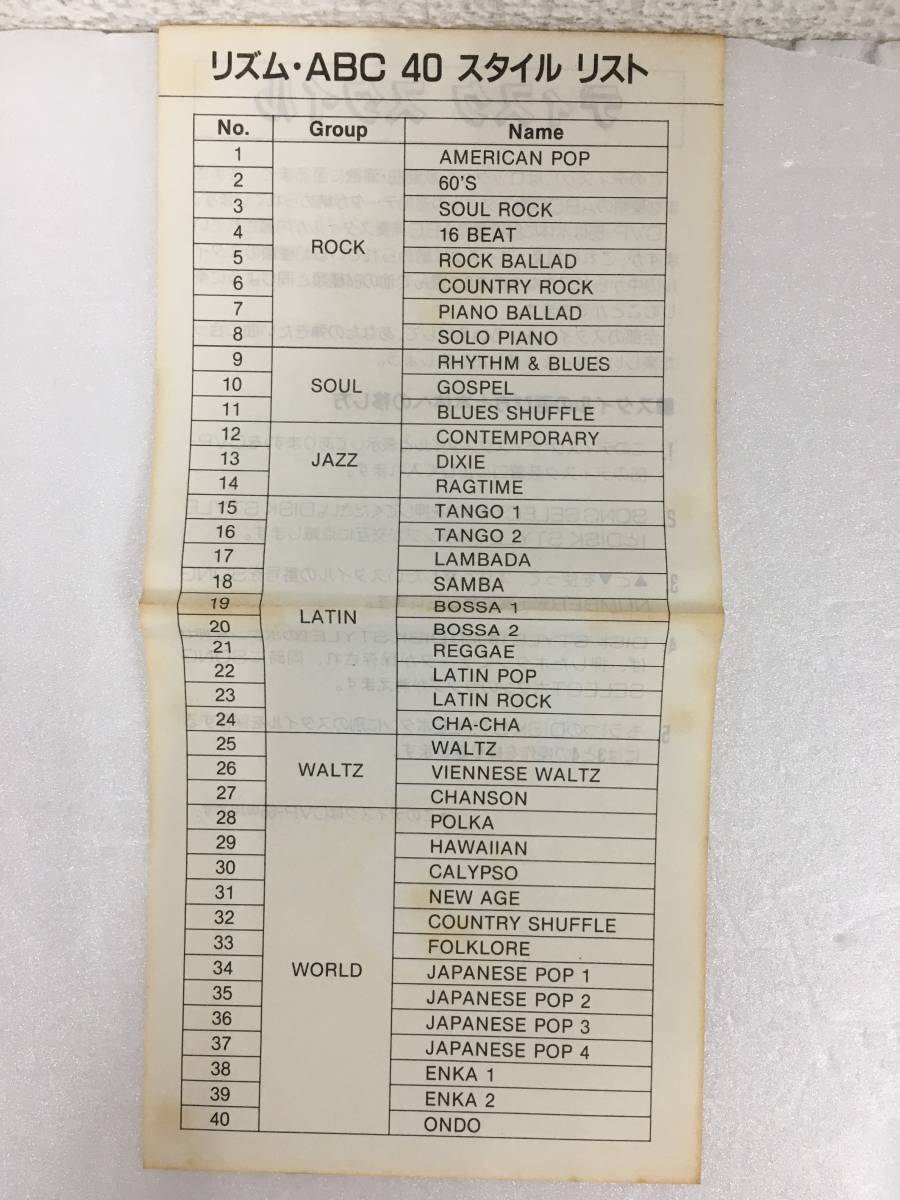 リズム・ABC 40 スタイル リスト
No. Group Name
1 ROCK AMERICAN POP
2 60'S
3 SOUL ROCK
4 16 BEAT
5 ROCK BALLAD
6 COUNTRY ROCK
7 PIANO BALLAD
8 SOLO PIANO
9 SOUL RHYTHM & BLUES
10 GOSPEL
11 BLUES SHUFFLE
12 JAZZ CONTEMPORARY
13 DIXIE
14 RAGTIME
15 LATIN TANGO 1
16 TANGO 2
17 LAMBADA
18 SAMBA
19 BOSSA 1
20 BOSSA 2
21 REGGAE
22 LATIN POP
23 LATIN ROCK
24 CHA-CHA
25 WALTZ WALTZ
26 VIENNESE WALTZ
27 CHANSON
28 WORLD POLKA
29 HAWAIIAN
30 CALYPSO
31 NEW AGE
32 COUNTRY SHUFFLE
33 FOLKLORE
34 JAPANESE POP 1
35 JAPANESE POP 2
36 JAPANESE POP 3
37 JAPANESE POP 4
38 ENKA 1
39 ENKA 2
40 ONDO